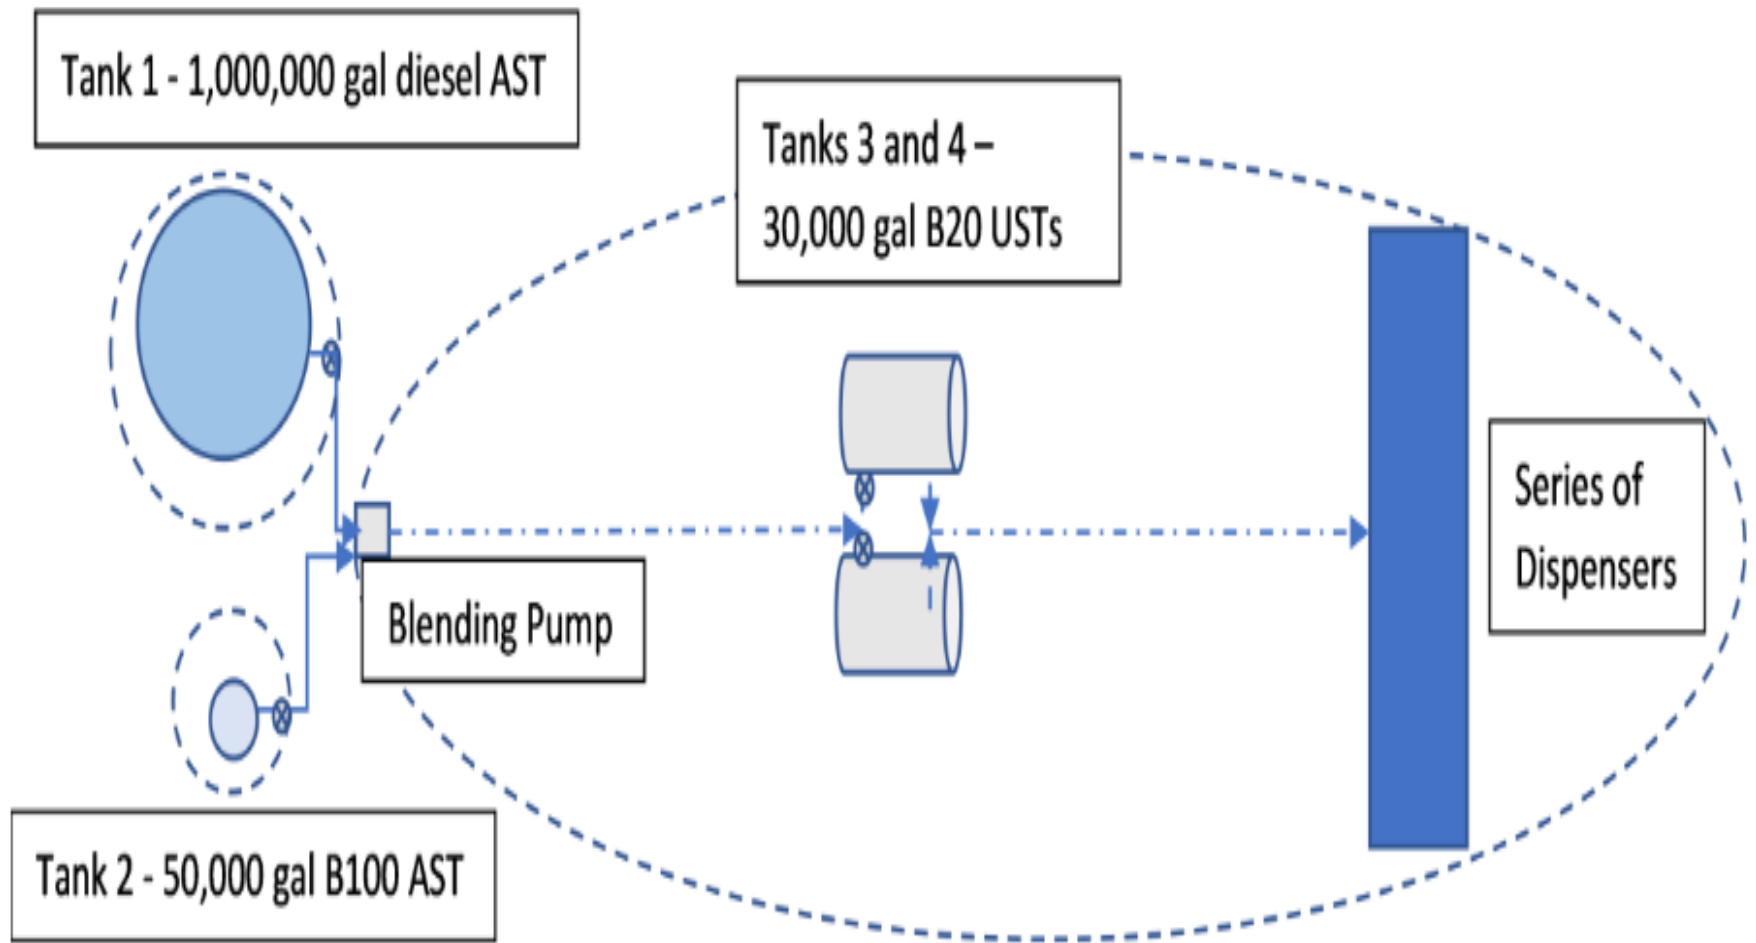 Tank 1 - 1,000,000 gal diesel AST
Tanks 3 and 4 –
30,000 gal B20 USTs
Series of
Dispensers
Blending Pump
Tank 2 - 50,000 gal B100 AST